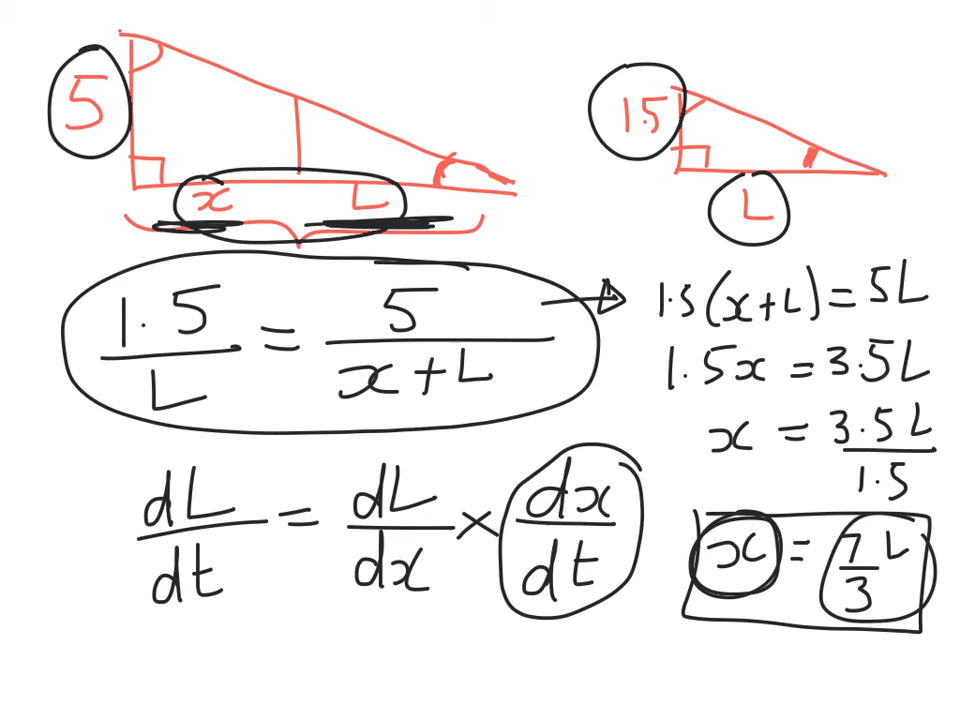 5
x L
1.5
L
1.5/L = 5/(x+L)
1.5(x+L) = 5L
1.5x = 3.5L
x = 3.5L/1.5
x = 7/3 L
dL/dt = dL/dx × dx/dt